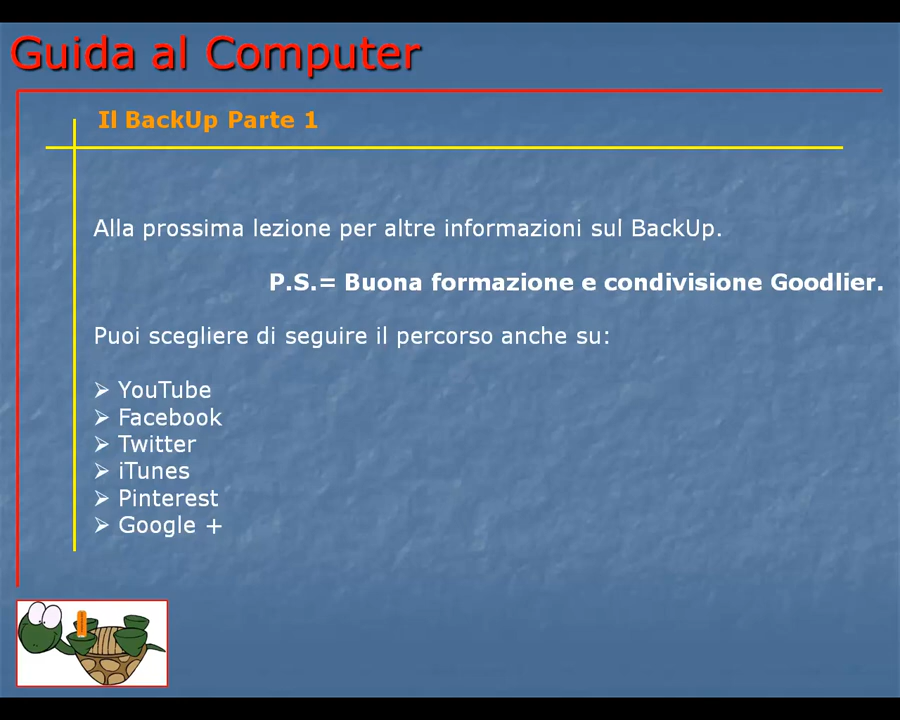 Guida al Computer
Il BackUp Parte 1
Alla prossima lezione per altre informazioni sul BackUp.
P.S.= Buona formazione e condivisione Goodlier.
Puoi scegliere di seguire il percorso anche su:
➢ YouTube
➢ Facebook
➢ Twitter
➢ iTunes
➢ Pinterest
➢ Google +